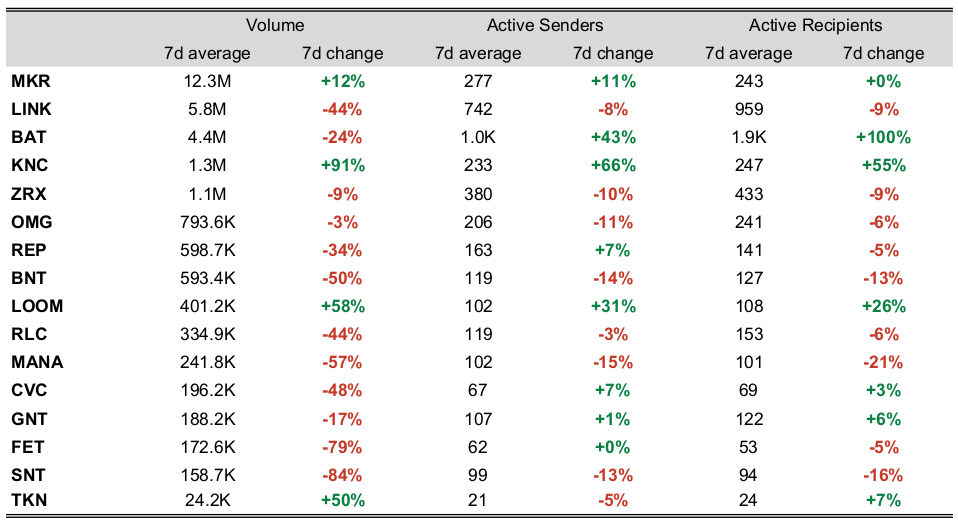 Volume Active Senders Active Recipients
7d average 7d change 7d average 7d change 7d average 7d change
MKR 12.3M +12% 277 +11% 243 +0%
LINK 5.8M -44% 742 -8% 959 -9%
BAT 4.4M -24% 1.0K +43% 1.9K +100%
KNC 1.3M +91% 233 +66% 247 +55%
ZRX 1.1M -9% 380 -10% 433 -9%
OMG 793.6K -3% 206 -11% 241 -6%
REP 598.7K -34% 163 +7% 141 -5%
BNT 593.4K -50% 119 -14% 127 -13%
LOOM 401.2K +58% 102 +31% 108 +26%
RLC 334.9K -44% 119 -3% 153 -6%
MANA 241.8K -57% 102 -15% 101 -21%
CVC 196.2K -48% 67 +7% 69 +3%
GNT 188.2K -17% 107 +1% 122 +6%
FET 172.6K -79% 62 +0% 53 -5%
SNT 158.7K -84% 99 -13% 94 -16%
TKN 24.2K +50% 21 -5% 24 +7%